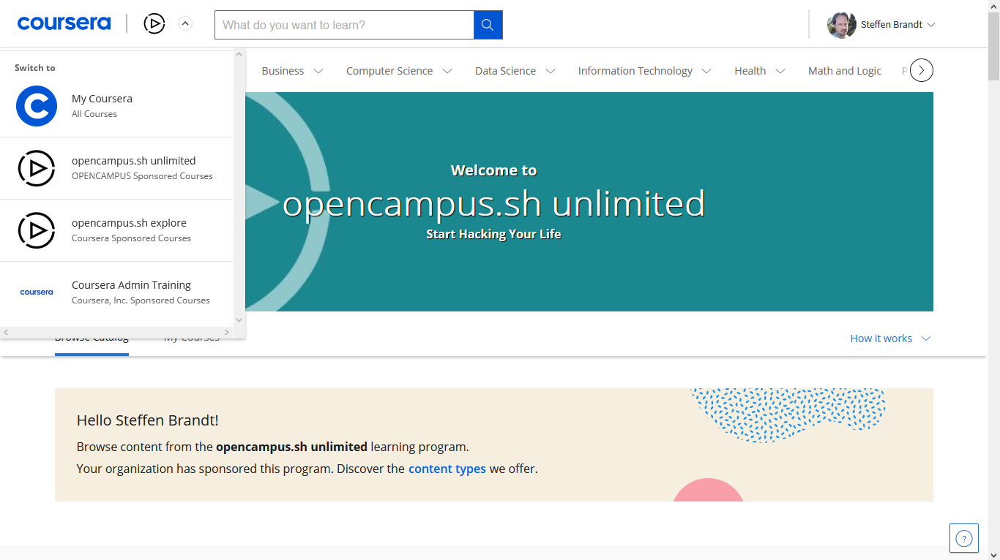 coursera
What do you want to learn?
Steffen Brandt
Switch to
My Coursera
All Courses
opencampus.sh unlimited
OPENCAMPUS Sponsored Courses
opencampus.sh explore
Coursera Sponsored Courses
coursera
Coursera Admin Training
Coursera, Inc. Sponsored Courses
Business
Computer Science
Data Science
Information Technology
Health
Math and Logic
P
Welcome to
opencampus.sh unlimited
Start Hacking Your Life
Browse Catalog
My Courses
How it works
Hello Steffen Brandt!
Browse content from the opencampus.sh unlimited learning program.
Your organization has sponsored this program. Discover the content types we offer.
?